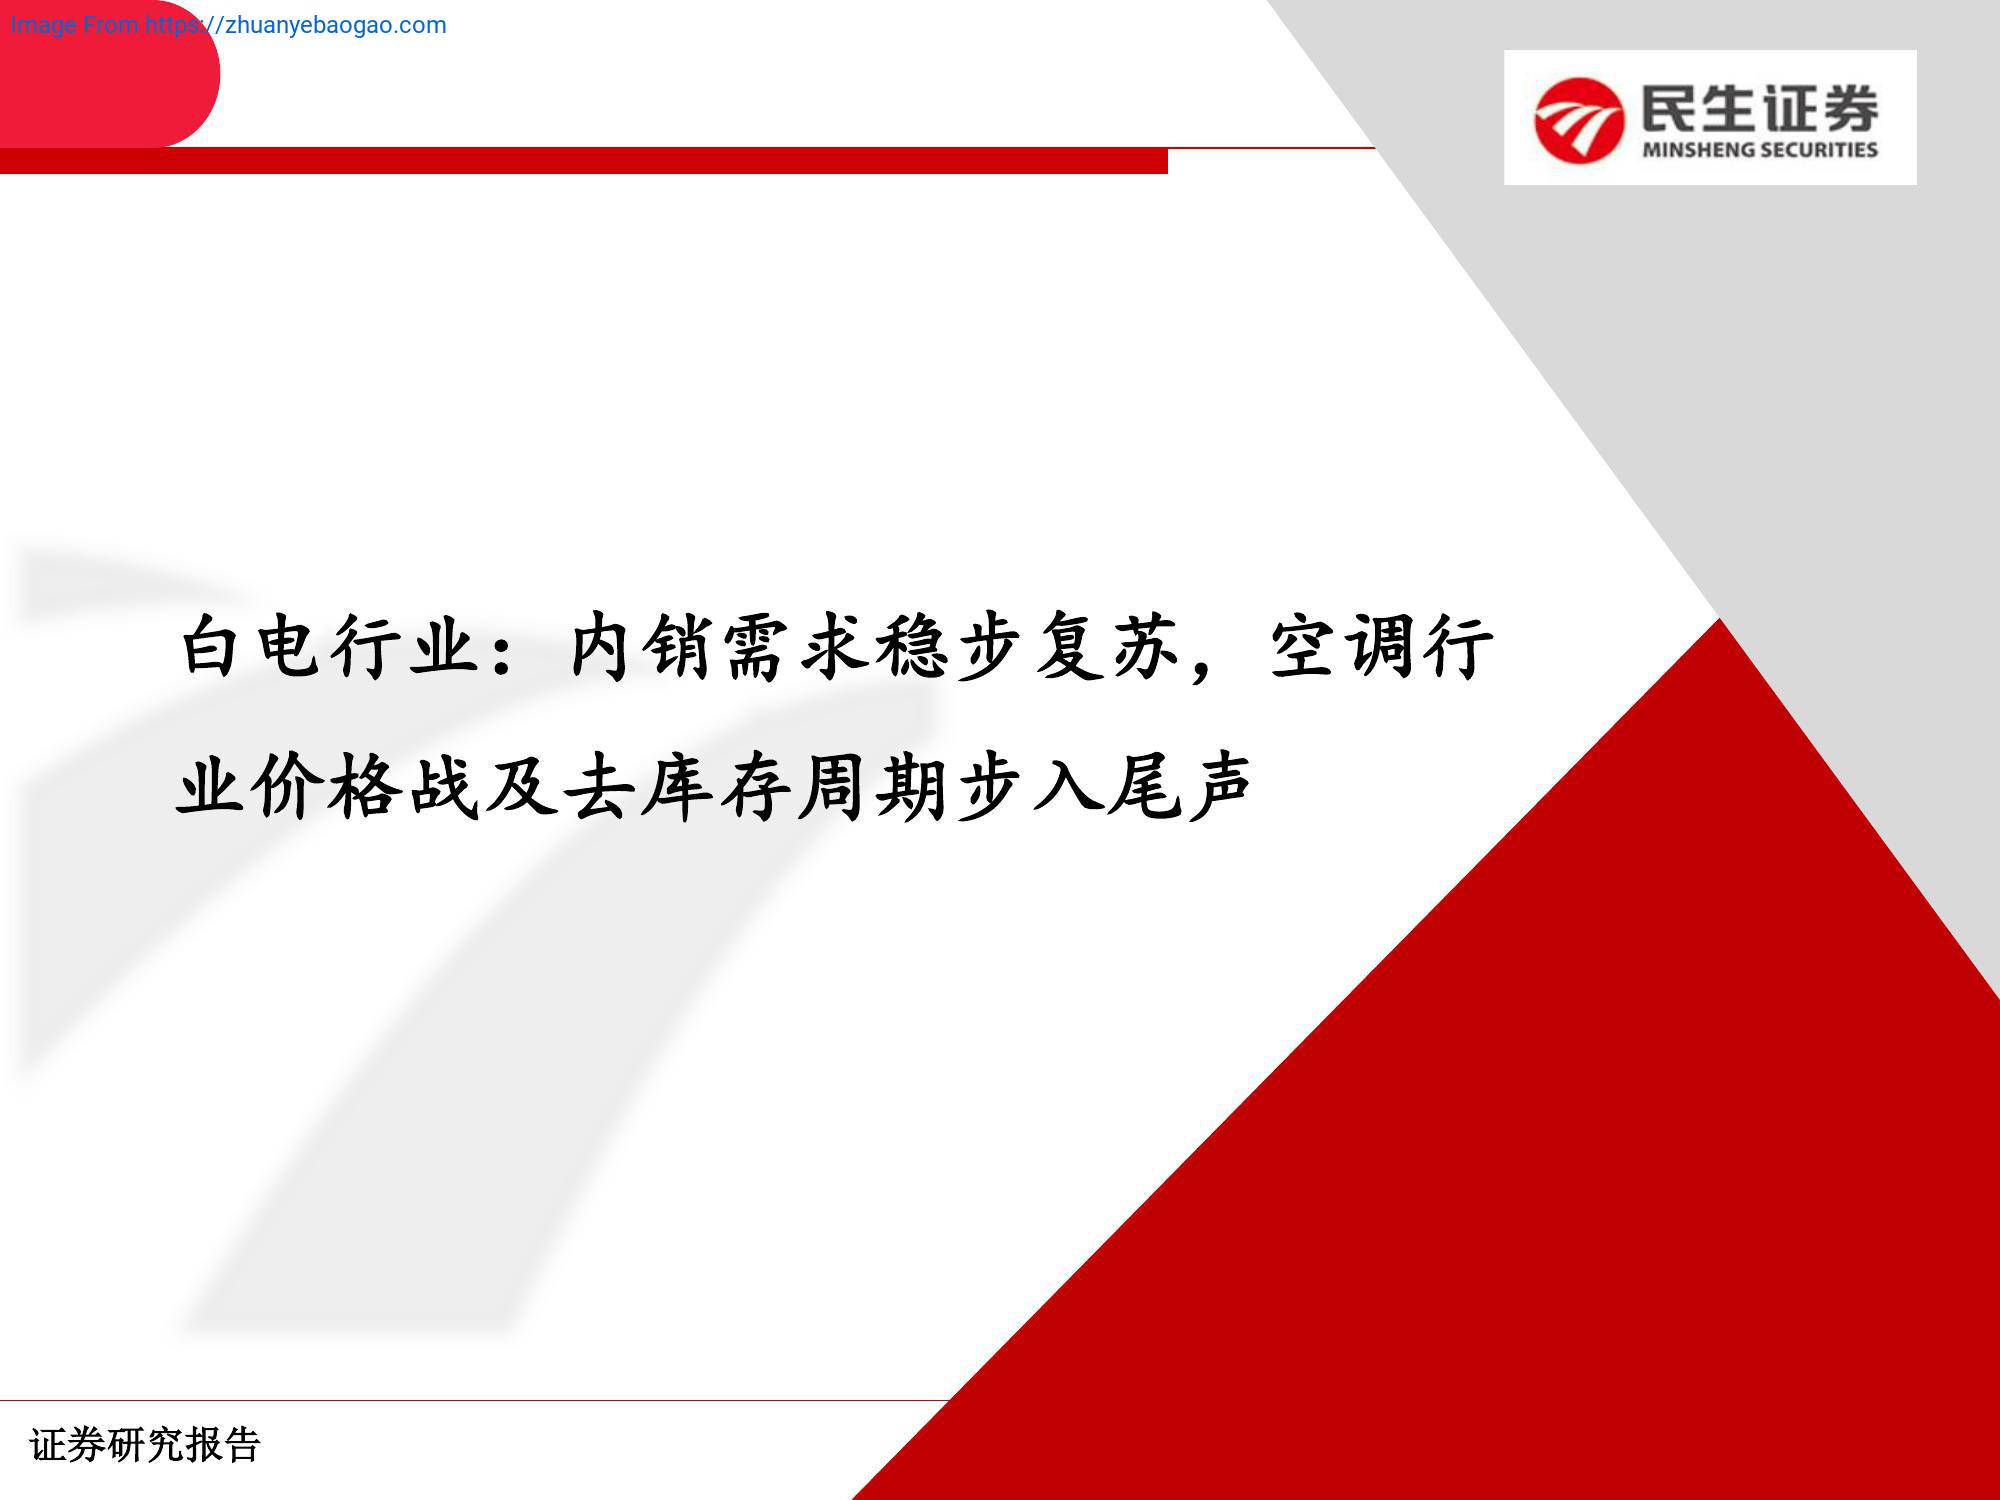 Image From https://zhuanyebaogao.com
民生证券
MINSHENG SECURITIES
白电行业：内销需求稳步复苏，空调行
业价格战及去库存周期步入尾声
证券研究报告